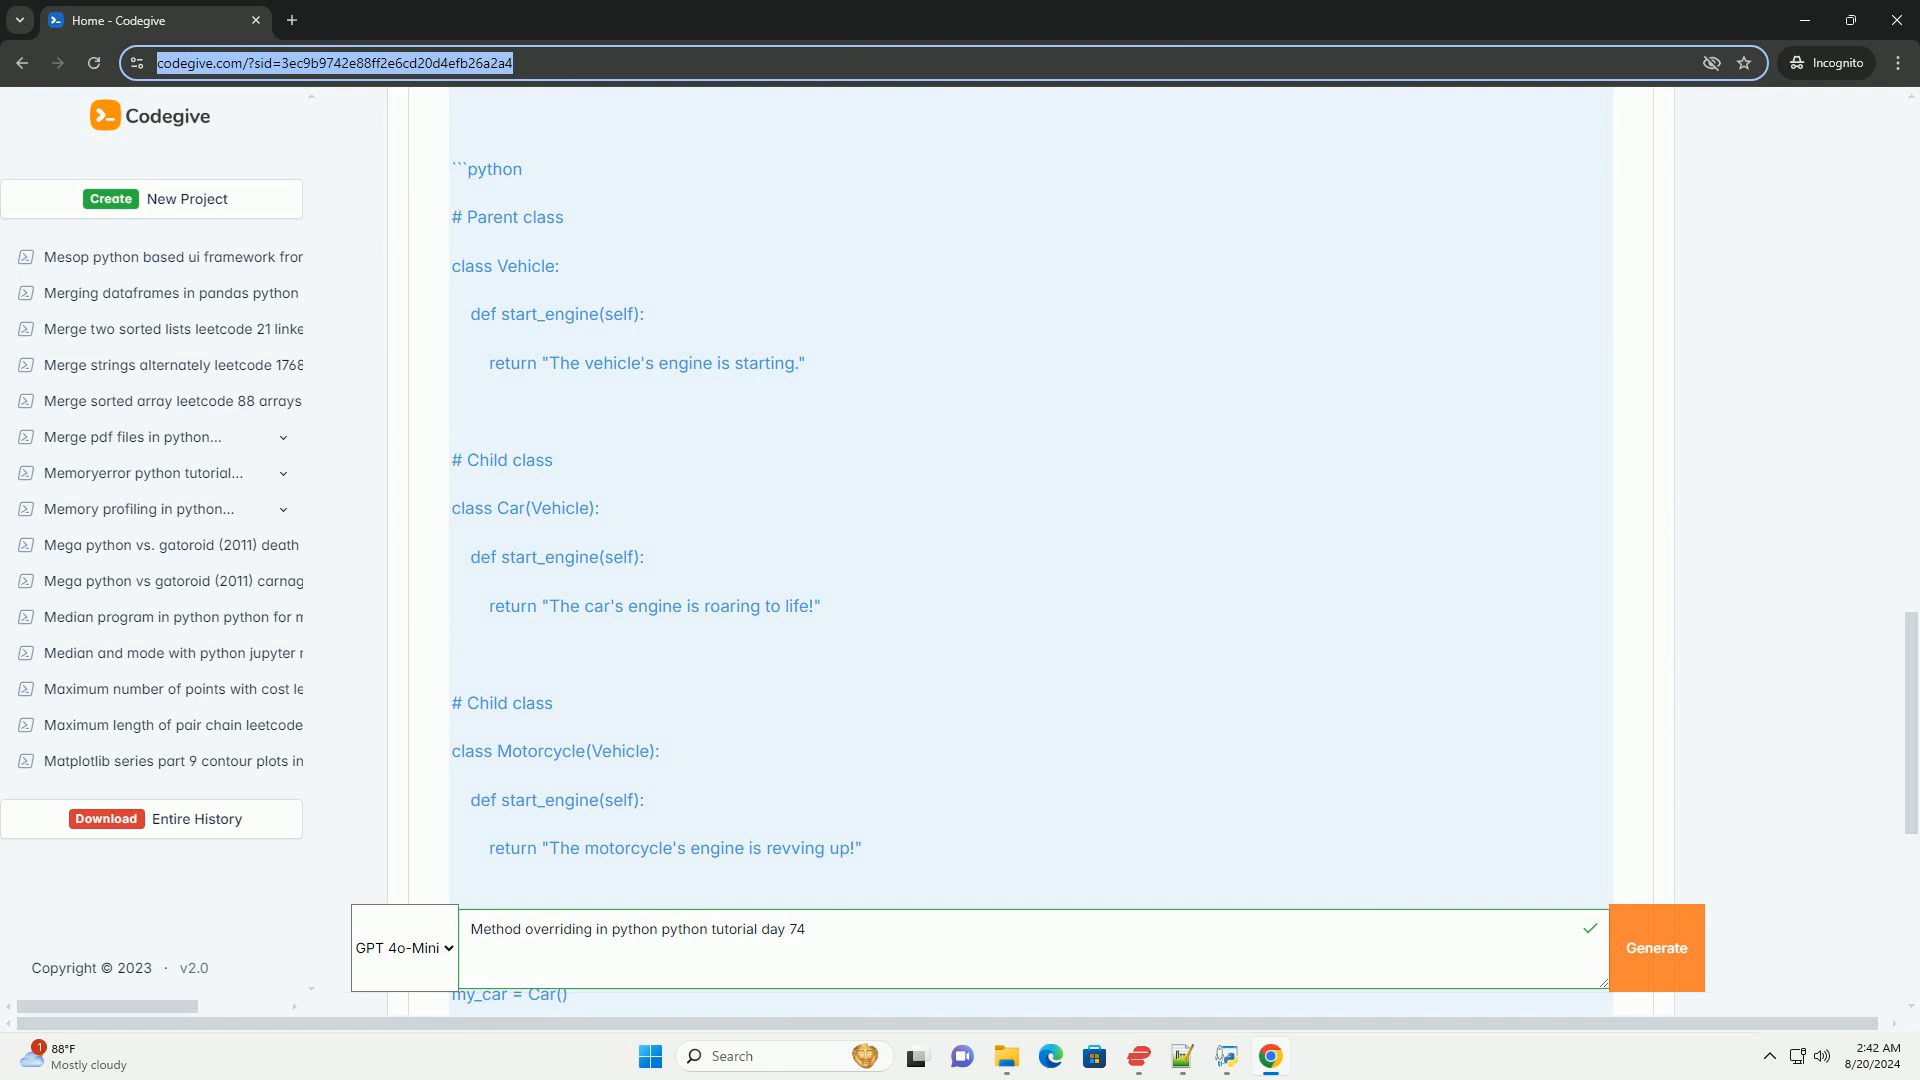 Home - Codegive
codegive.com/?sid=3ec9b9742e88ff2e6cd20d4efb26a2a4
Incognito
Codegive
Create New Project
Mesop python based ui framework fror
Merging dataframes in pandas python
Merge two sorted lists leetcode 21 linke
Merge strings alternately leetcode 1768
Merge sorted array leetcode 88 arrays
Merge pdf files in python...
Memoryerror python tutorial...
Memory profiling in python...
Mega python vs. gatoroid (2011) death
Mega python vs gatoroid (2011) carnag
Median program in python python for m
Median and mode with python jupyter r
Maximum number of points with cost le
Maximum length of pair chain leetcode
Matplotlib series part 9 contour plots in
Download Entire History
Copyright © 2023 · v2.0
```python
# Parent class
class Vehicle:
def start_engine(self):
return "The vehicle's engine is starting."
# Child class
class Car(Vehicle):
def start_engine(self):
return "The car's engine is roaring to life!"
# Child class
class Motorcycle(Vehicle):
def start_engine(self):
return "The motorcycle's engine is revving up!"
GPT 4o-Mini
Method overriding in python python tutorial day 74
Generate
my_car = Car()
1
88°F
Mostly cloudy
Search
2:42 AM
8/20/2024